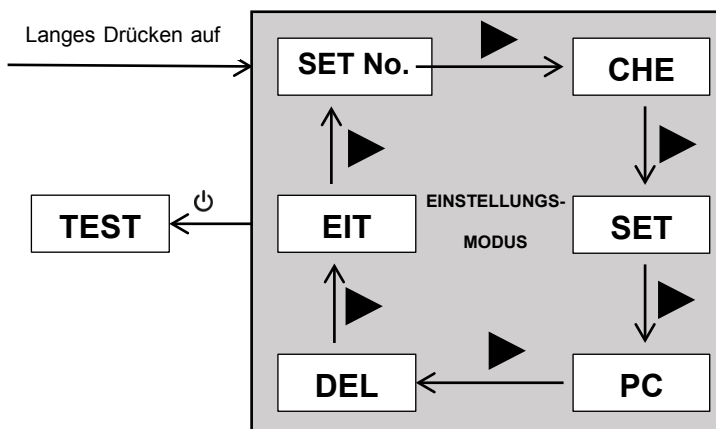 Langes Drücken auf
SET No.
CHE
TEST
EIT
EINSTELLUNGS-
MODUS
SET
DEL
PC